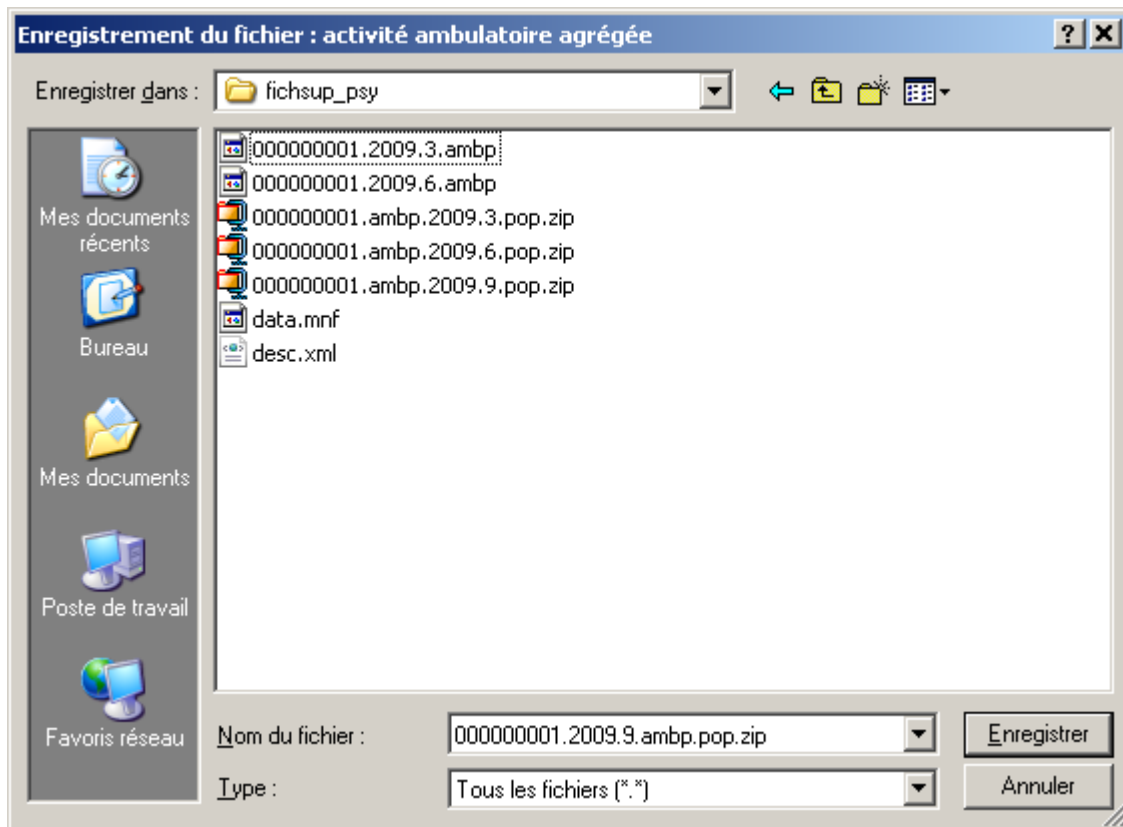 Enregistrement du fichier : activité ambulatoire agrégée
Enregistrer dans : fichsup_psy
000000001.2009.3.ambp
000000001.2009.6.ambp
000000001.ambp.2009.3.pop.zip
000000001.ambp.2009.6.pop.zip
000000001.ambp.2009.9.pop.zip
data.mnf
desc.xml
Mes documents
récents
Bureau
Mes documents
Poste de travail
Favoris réseau
Nom du fichier : 000000001.2009.9.ambp.pop.zip Enregistrer
Type : Tous les fichiers (*.*) Annuler